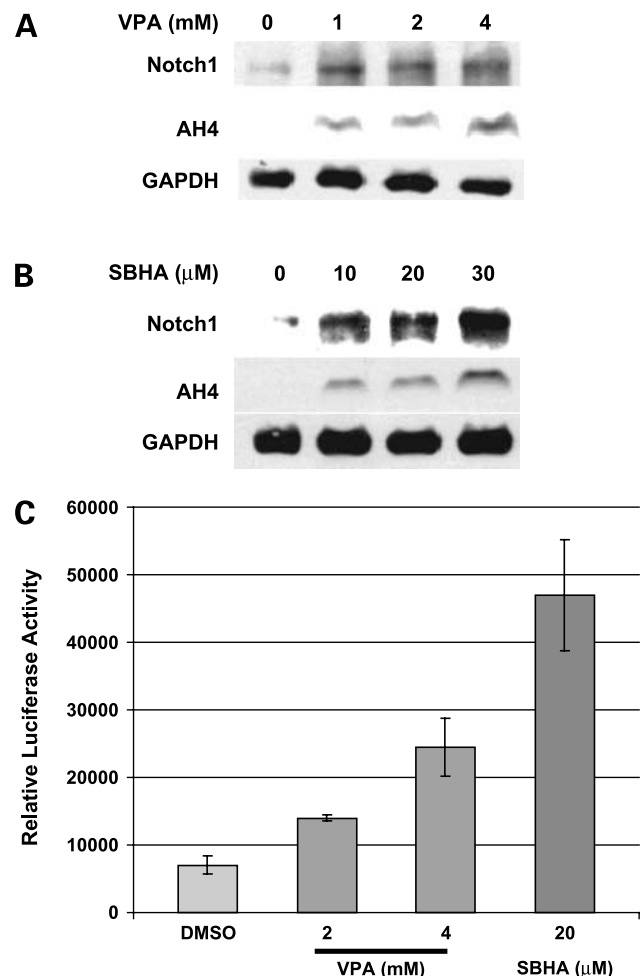 A VPA (mM) 0 1 2 4
Notch1
AH4
GAPDH
B SBHA (μM) 0 10 20 30
Notch1
AH4
GAPDH
C
60000
50000
40000
30000
20000
10000
0
Relative Luciferase Activity
DMSO 2 4 20
VPA (mM) SBHA (μM)